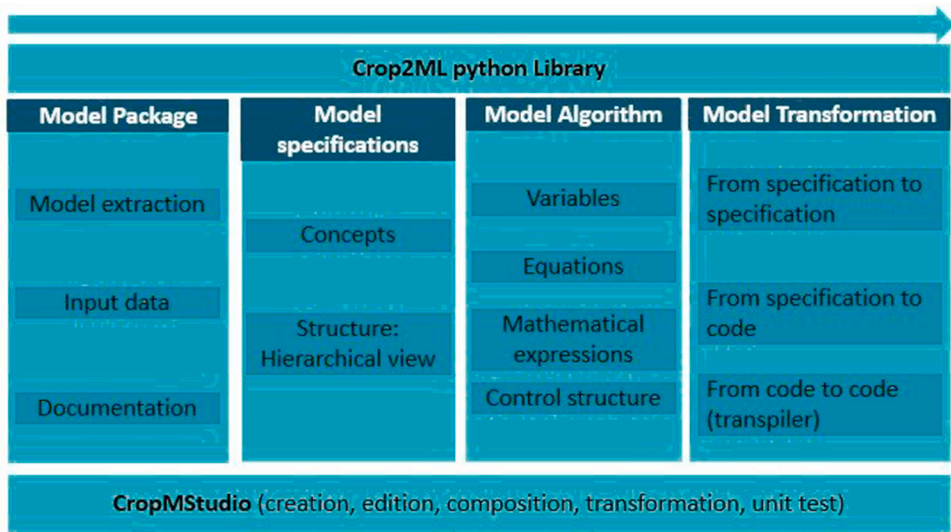 Crop2ML python Library
Model Package
Model extraction
Input data
Documentation
Model
specifications
Concepts
Structure:
Hierarchical view
Model Algorithm
Variables
Equations
Mathematical
expressions
Control structure
Model Transformation
From specification to
specification
From specification to
code
From code to code
(transpiler)
CropMStudio (creation, edition, composition, transformation, unit test)